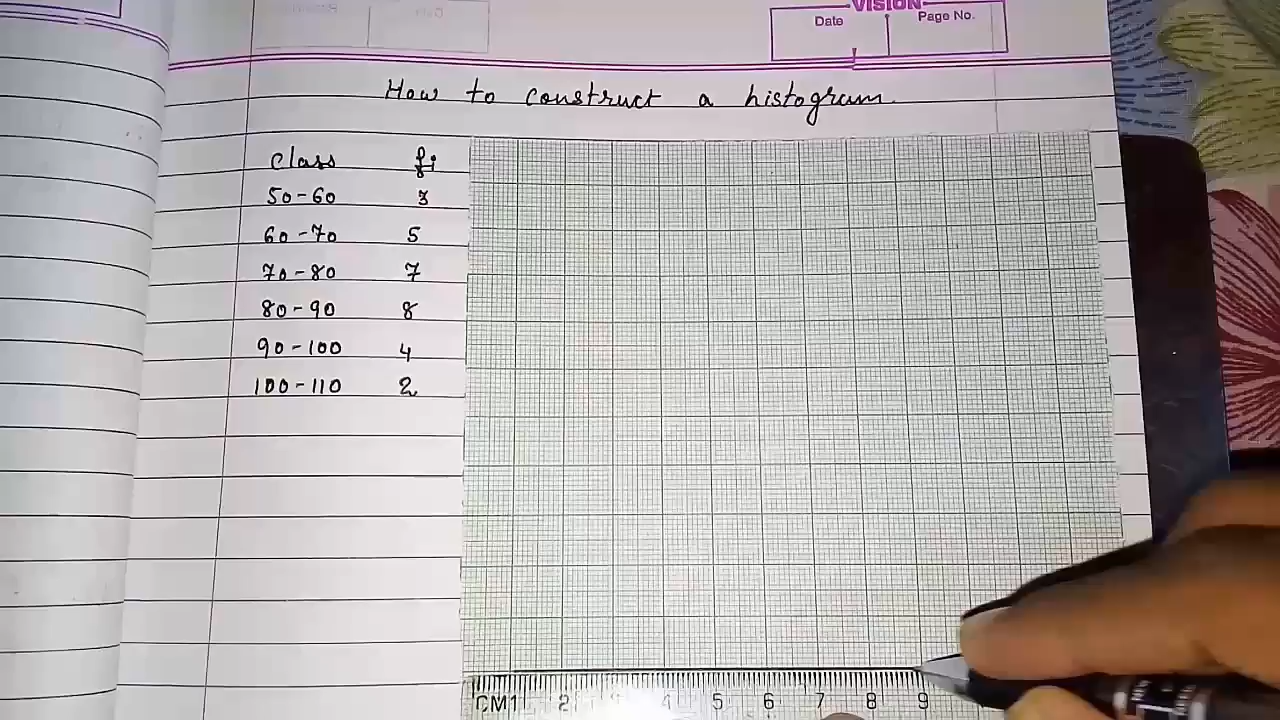 VISION
Date Page No.
How to construct a histogram.
class fi
50-60 3
60-70 5
70-80 7
80-90 8
90-100 4
100-110 2
CM1 2 3 4 5 6 7 8 9